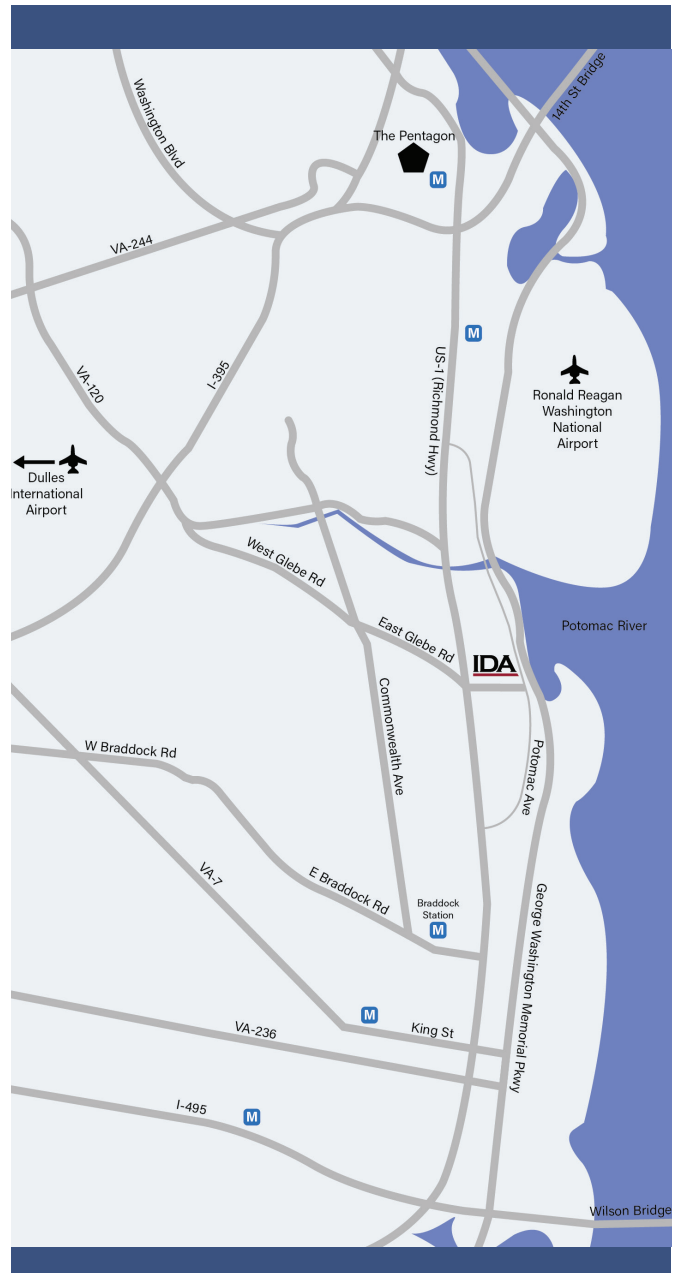 14th St Bridge
Washington Blvd
The Pentagon
M
VA-244
M
US-1 (Richmond Hwy)
I-395
VA-120
Ronald Reagan
Washington
National
Airport
Dulles
International
Airport
West Glebe Rd
East Glebe Rd
Potomac River
IDA
Commonwealth Ave
W Braddock Rd
Potomac Ave
VA-7
E Braddock Rd
Braddock
Station
M
George Washington Memorial Pkwy
M
King St
VA-236
I-495
M
Wilson Bridge